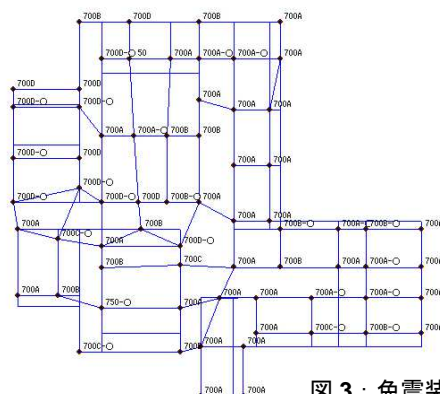 700B 700D 700B 700A
700D-○ 50 700A 700A-○ 700A-○ 700A
700D 700D
700D-○ 700D-○ 700A
700A 700A
700A 700A-○ 700B 700B
700D-○ 700D
700A 700A
700D-○
700D-○ 700D-○ 700D 700B-○ 700A
700A 700A
700A 700B 700B-○ 700A-○ 700B-○ 700A
700C-○ 700A 700D-○
700B 700C 700A 700B 700A 700A-○ 700A
700A 700B 750-○ 700A 700A 700A 700A-○ 700A-○ 700A
700A 700C-○ 700B-○ 700A
700C-○ 700A
700A 700A
図 3：免震装